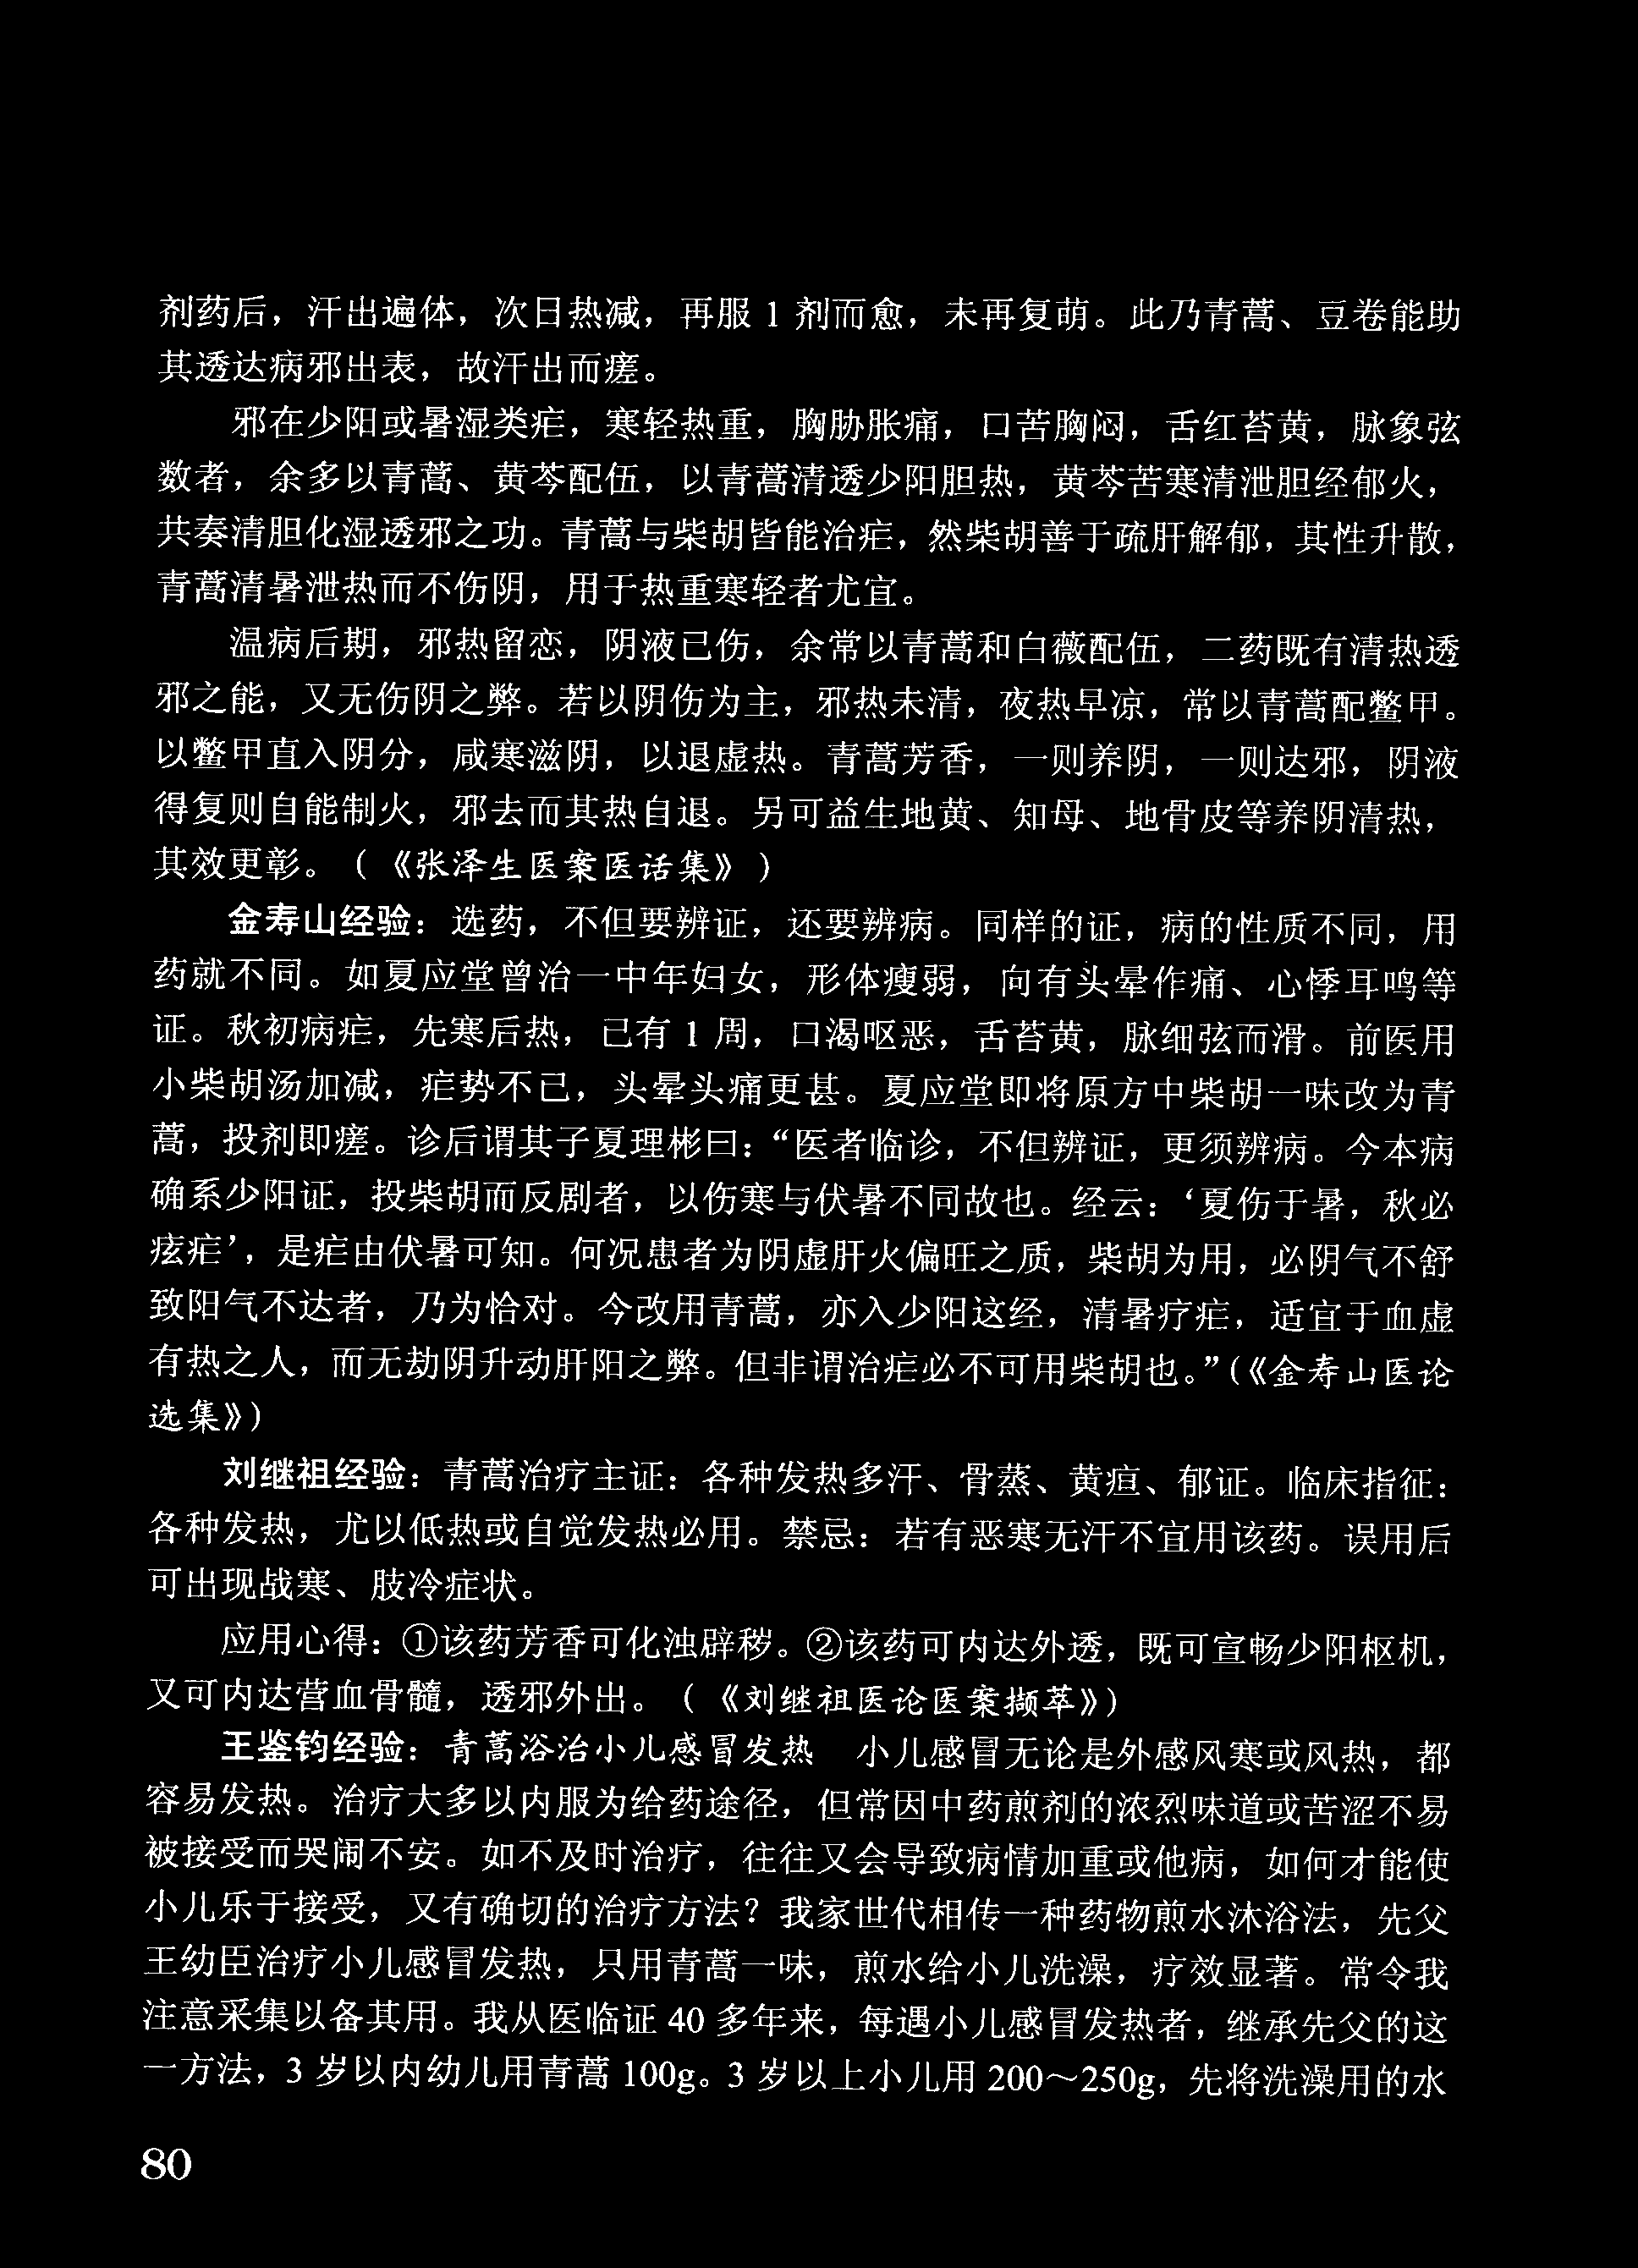 剂药后，汗出遍体，次日热减，再服 1 剂而愈，未再复萌。此乃青蒿、豆卷能助
其透达病邪出表，故汗出而瘥。
邪在少阳或暑湿类疟，寒轻热重，胸胁胀痛，口苦胸闷，舌红苔黄，脉象弦
数者，余多以青蒿、黄芩配伍，以青蒿清透少阳胆热，黄芩苦寒清泄胆经郁火，
共奏清胆化湿透邪之功。青蒿与柴胡皆能治疟，然柴胡善于疏肝解郁，其性升散，
青蒿清暑泄热而不伤阴，用于热重寒轻者尤宜。
温病后期，邪热留恋，阴液已伤，余常以青蒿和白薇配伍，二药既有清热透
邪之能，又无伤阴之弊。若以阴伤为主，邪热未清，夜热早凉，常以青蒿配鳖甲。
以鳖甲直入阴分，咸寒滋阴，以退虚热。青蒿芳香，一则养阴，一则达邪，阴液
得复则自能制火，邪去而其热自退。另可益生地黄、知母、地骨皮等养阴清热，
其效更彰。（《张泽生医案医话集》）
金寿山经验：选药，不但要辨证，还要辨病。同样的证，病的性质不同，用
药就不同。如夏应堂曾治一中年妇女，形体瘦弱，向有头晕作痛、心悸耳鸣等
证。秋初病疟，先寒后热，已有 1 周，口渴呕恶，舌苔黄，脉细弦而滑。前医用
小柴胡汤加减，疟势不已，头晕头痛更甚。夏应堂即将原方中柴胡一味改为青
蒿，投剂即瘥。诊后谓其子夏理彬曰：“医者临诊，不但辨证，更须辨病。今本病
确系少阳证，投柴胡而反剧者，以伤寒与伏暑不同故也。经云：‘夏伤于暑，秋必
痎疟’，是疟由伏暑可知。何况患者为阴虚肝火偏旺之质，柴胡为用，必阴气不舒
致阳气不达者，乃为恰对。今改用青蒿，亦入少阳这经，清暑疗疟，适宜于血虚
有热之人，而无劫阴升动肝阳之弊。但非谓治疟必不可用柴胡也。”（《金寿山医论
选集》）
刘继祖经验：青蒿治疗主证：各种发热多汗、骨蒸、黄疸、郁证。临床指征：
各种发热，尤以低热或自觉发热必用。禁忌：若有恶寒无汗不宜用该药。误用后
可出现战寒、肢冷症状。
应用心得：①该药芳香可化浊辟秽。②该药可内达外透，既可宣畅少阳枢机，
又可内达营血骨髓，透邪外出。（《刘继祖医论医案撷萃》）
王鉴钧经验：青蒿浴治小儿感冒发热　小儿感冒无论是外感风寒或风热，都
容易发热。治疗大多以内服为给药途径，但常因中药煎剂的浓烈味道或苦涩不易
被接受而哭闹不安。如不及时治疗，往往又会导致病情加重或他病，如何才能使
小儿乐于接受，又有确切的治疗方法？我家世代相传一种药物煎水沐浴法，先父
王幼臣治疗小儿感冒发热，只用青蒿一味，煎水给小儿洗澡，疗效显著。常令我
注意采集以备其用。我从医临证 40 多年来，每遇小儿感冒发热者，继承先父的这
一方法，3 岁以内幼儿用青蒿 100g。3 岁以上小儿用 200～250g，先将洗澡用的水
80